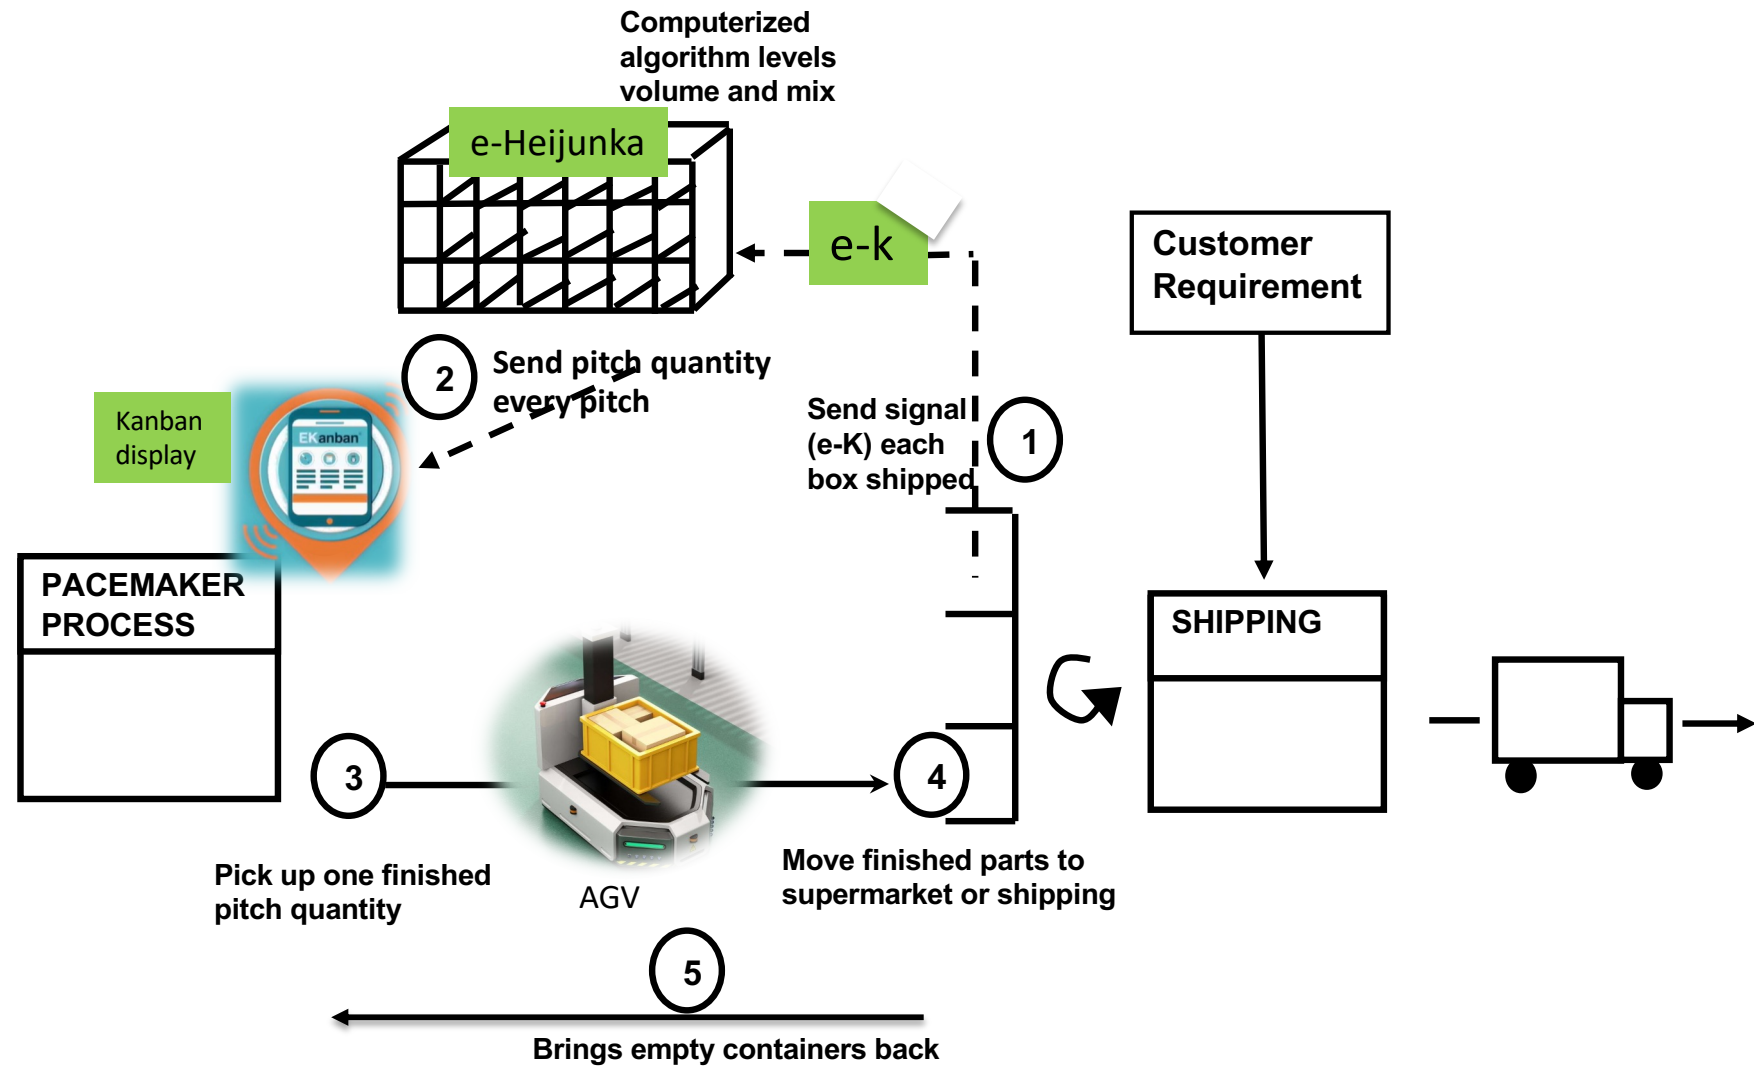 Computerized
algorithm levels
volume and mix
e-Heijunka
e-k
Customer
Requirement
2
Send pitch quantity
every pitch
Kanban
display
EKanban
Send signal
(e-K) each
box shipped
1
PACEMAKER
PROCESS
SHIPPING
3
4
Pick up one finished
pitch quantity
AGV
Move finished parts to
supermarket or shipping
5
Brings empty containers back